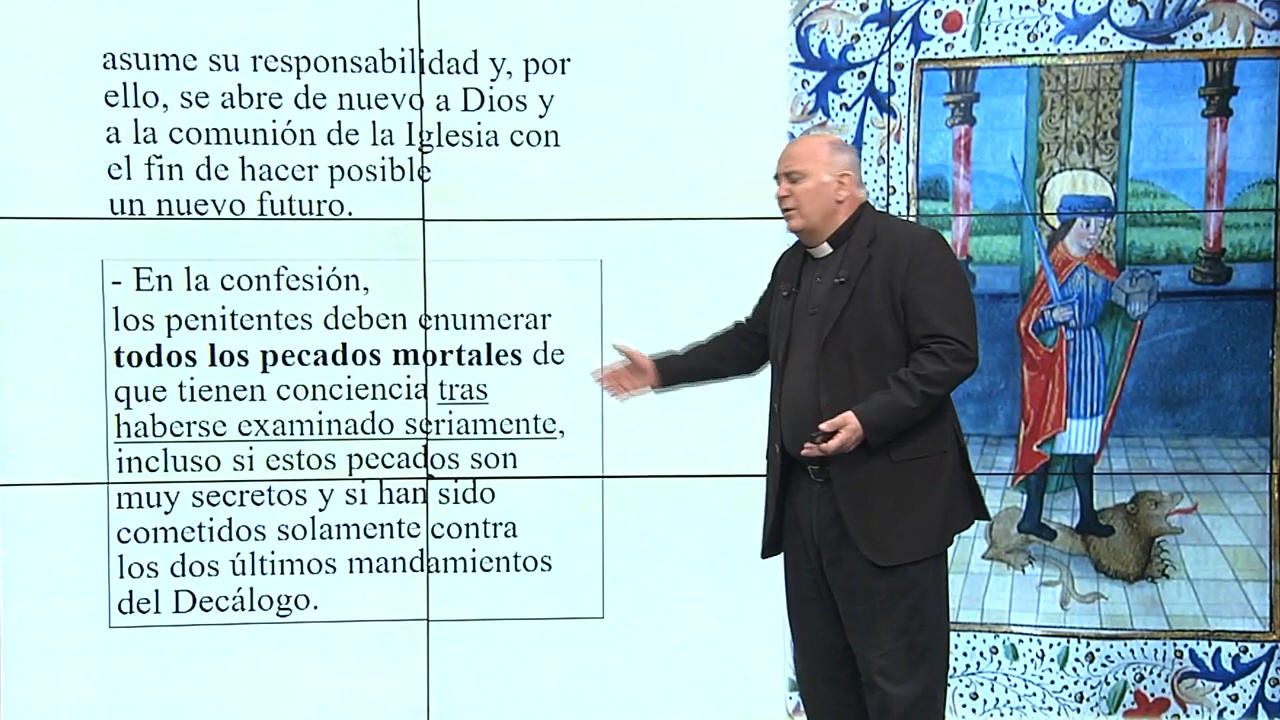 asume su responsabilidad y, por
ello, se abre de nuevo a Dios y
a la comunión de la Iglesia con
el fin de hacer posible
un nuevo futuro.
- En la confesión,
los penitentes deben enumerar
todos los pecados mortales de
que tienen conciencia tras
haberse examinado seriamente,
incluso si estos pecados son
muy secretos y si han sido
cometidos solamente contra
los dos últimos mandamientos
del Decálogo.